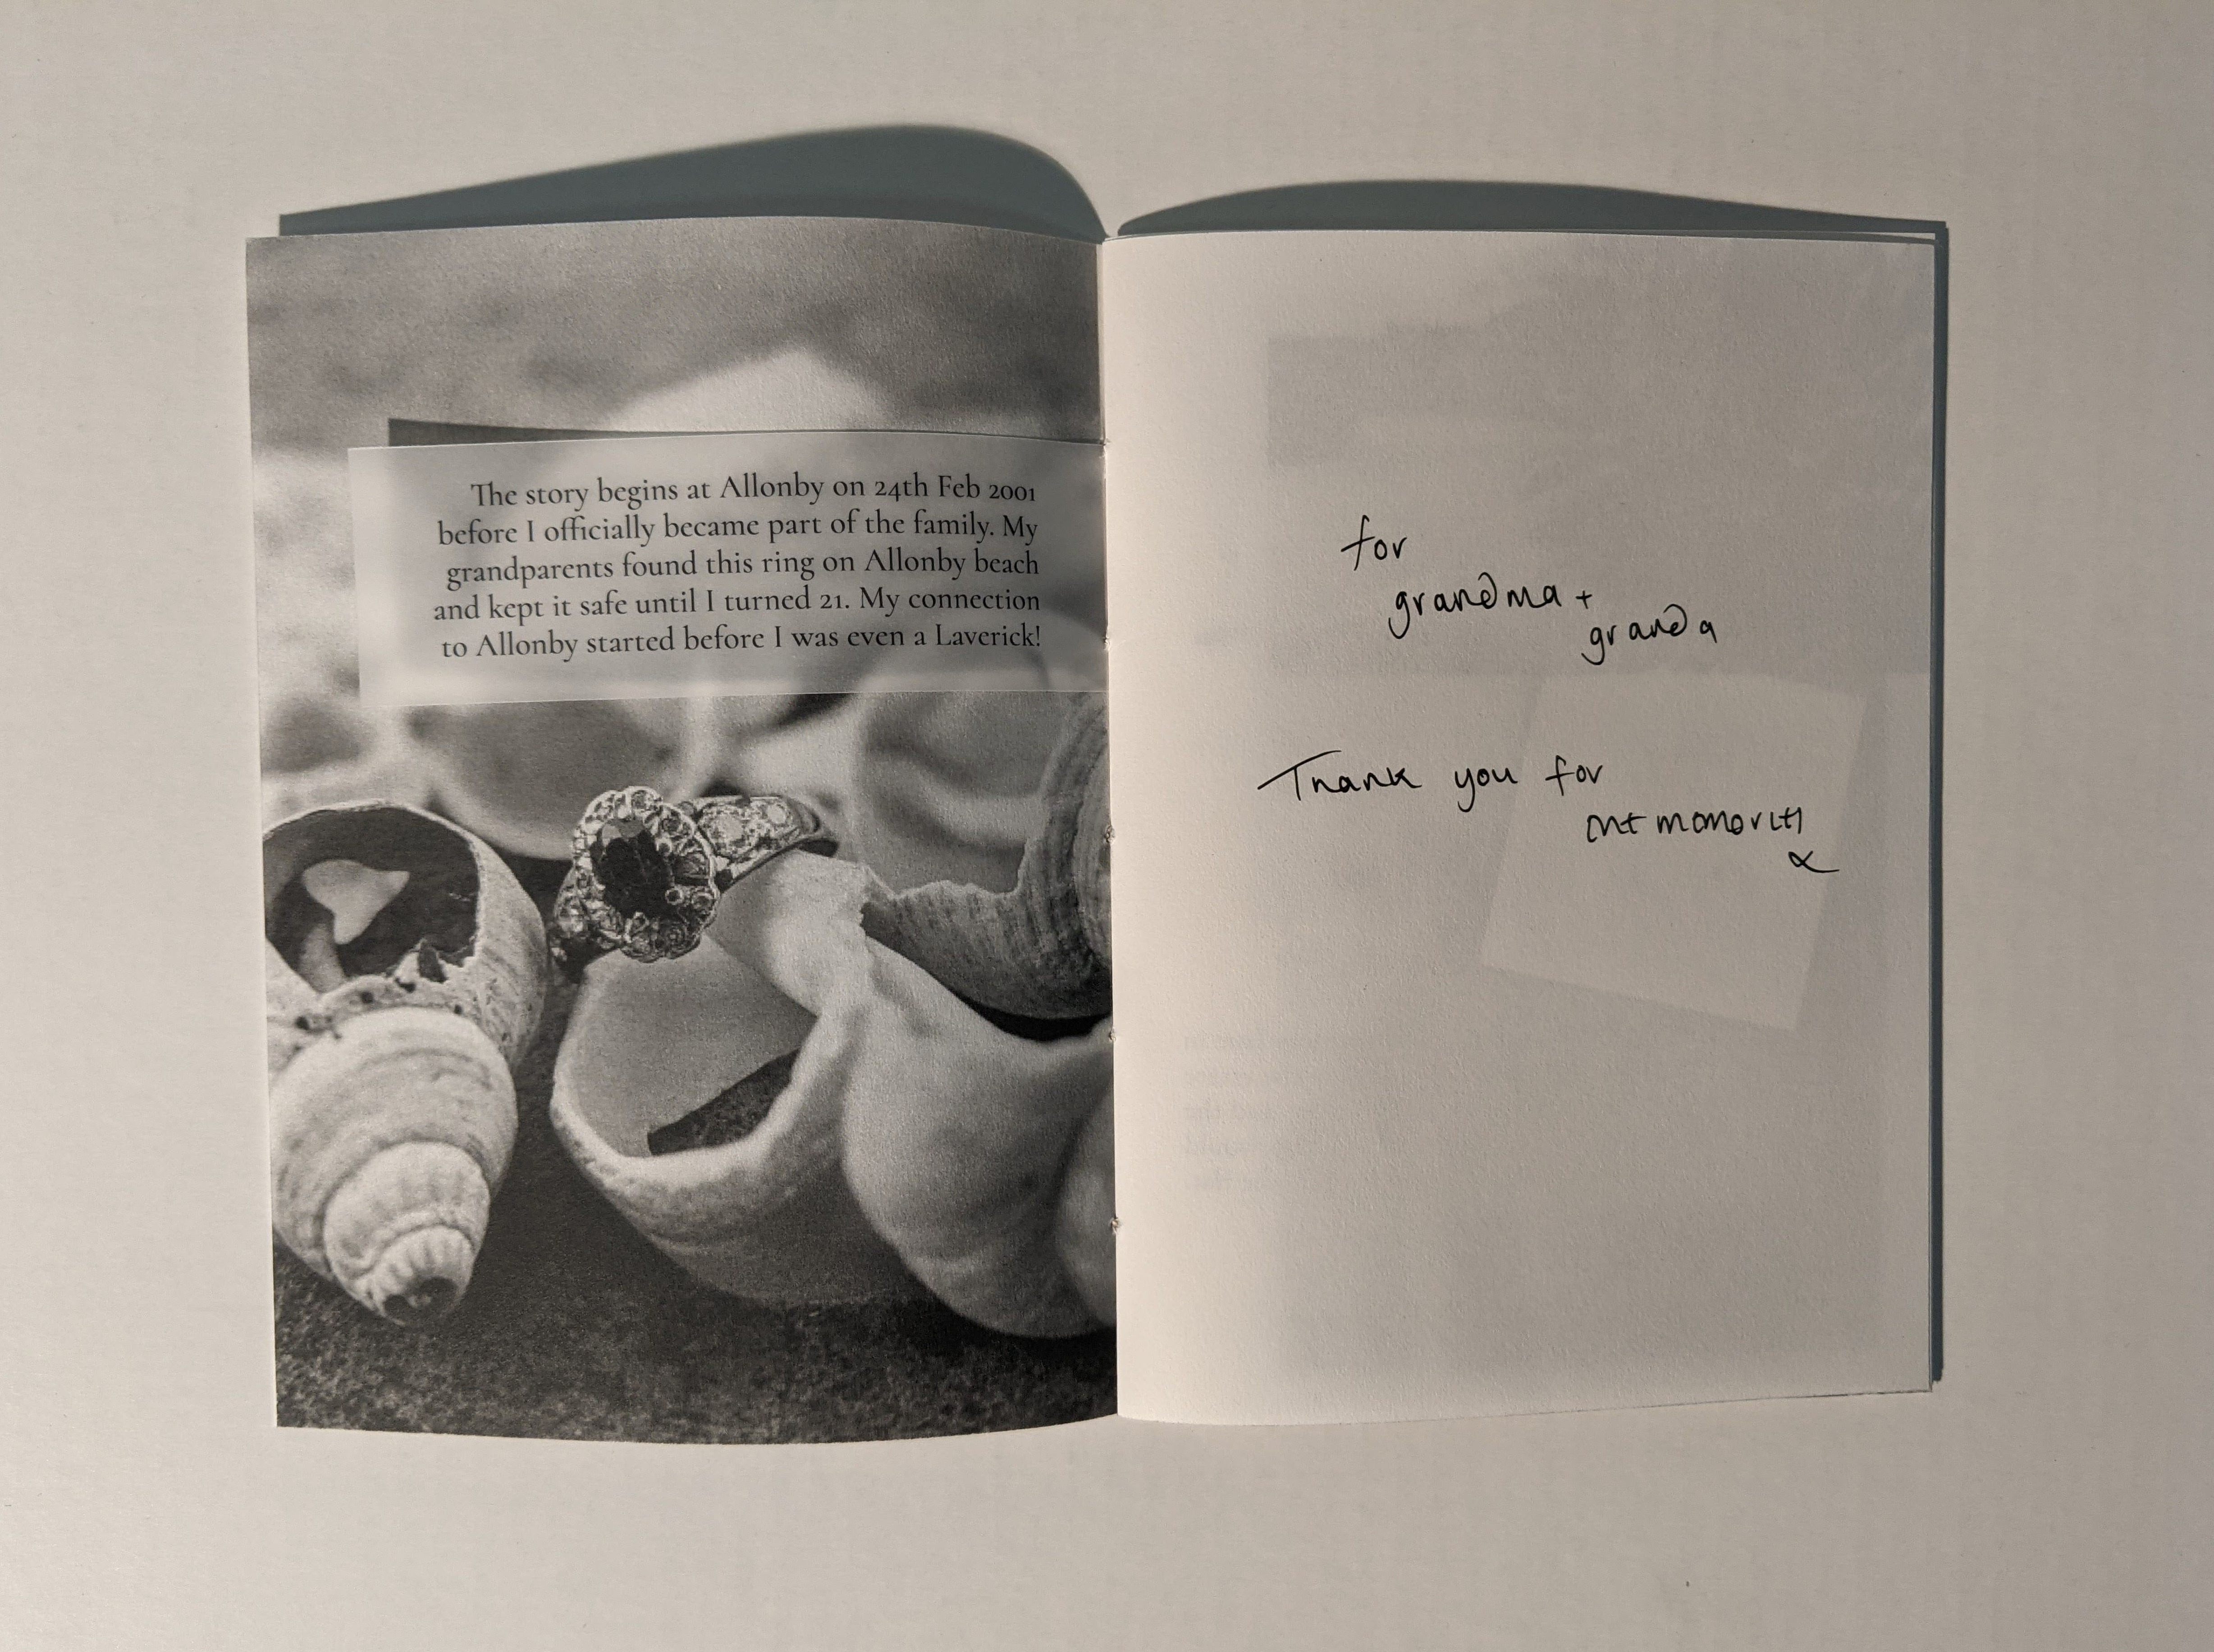 The story begins at Allonby on 24th Feb 2001
before I officially became part of the family. My
grandparents found this ring on Allonby beach
and kept it safe until I turned 21. My connection
to Allonby started before I was even a Laverick!
for
grandma +
granda
Thank you for
the memories
x